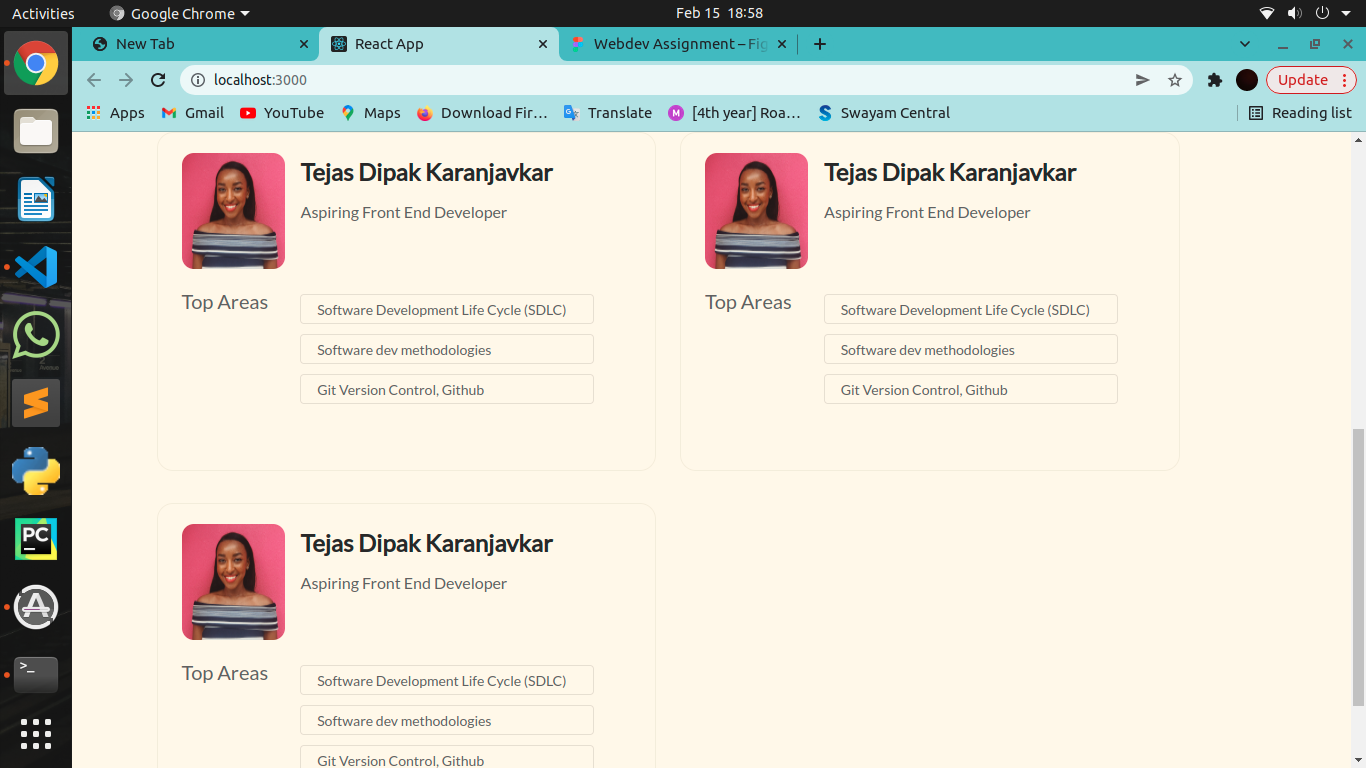 Activities
Google Chrome
Feb 15 18:58
New Tab
React App
Webdev Assignment – Fig
localhost:3000
Update
Apps
Gmail
YouTube
Maps
Download Fir…
Translate
M
[4th year] Roa…
S
Swayam Central
Reading list
Tejas Dipak Karanjavkar
Aspiring Front End Developer
Top Areas
Software Development Life Cycle (SDLC)
Software dev methodologies
Git Version Control, Github
Tejas Dipak Karanjavkar
Aspiring Front End Developer
Top Areas
Software Development Life Cycle (SDLC)
Software dev methodologies
Git Version Control, Github
Tejas Dipak Karanjavkar
Aspiring Front End Developer
Top Areas
Software Development Life Cycle (SDLC)
Software dev methodologies
Git Version Control, Github
PC
>_